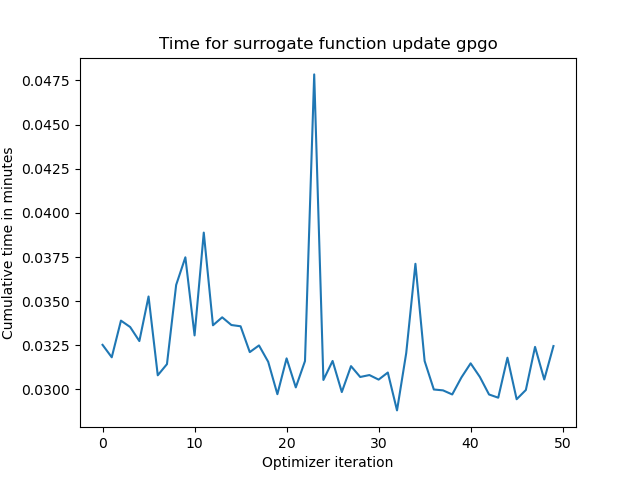 Time for surrogate function update gpgo
Cumulative time in minutes
0.0475
0.0450
0.0425
0.0400
0.0375
0.0350
0.0325
0.0300
0 10 20 30 40 50
Optimizer iteration